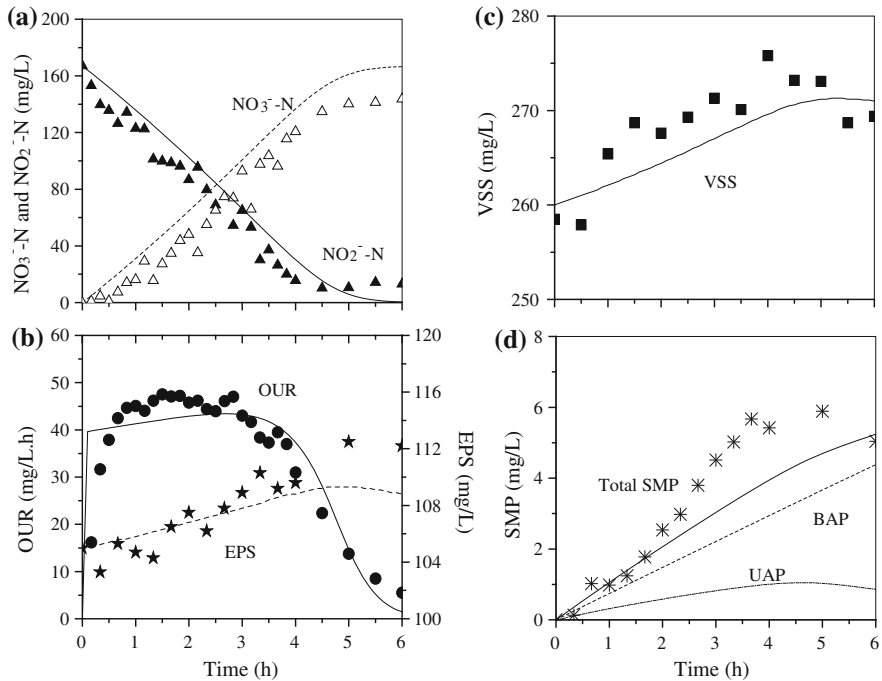 (a)
200
160
120
80
40
0
NO₃⁻-N and NO₂⁻-N (mg/L)
NO₃⁻-N
NO₂⁻-N
(b)
60
50
40
30
20
10
0
OUR (mg/L.h)
OUR
EPS
120
116
112
108
104
100
EPS (mg/L)
0 1 2 3 4 5 6
Time (h)
(c)
280
270
260
250
VSS (mg/L)
VSS
(d)
8
6
4
2
0
SMP (mg/L)
Total SMP
BAP
UAP
0 1 2 3 4 5 6
Time (h)